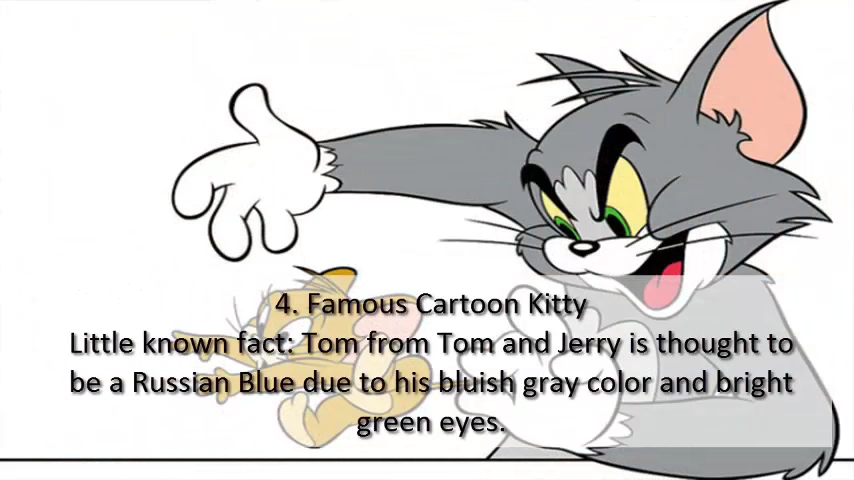 4. Famous Cartoon Kitty
Little known fact: Tom from Tom and Jerry is thought to
be a Russian Blue due to his bluish gray color and bright
green eyes.